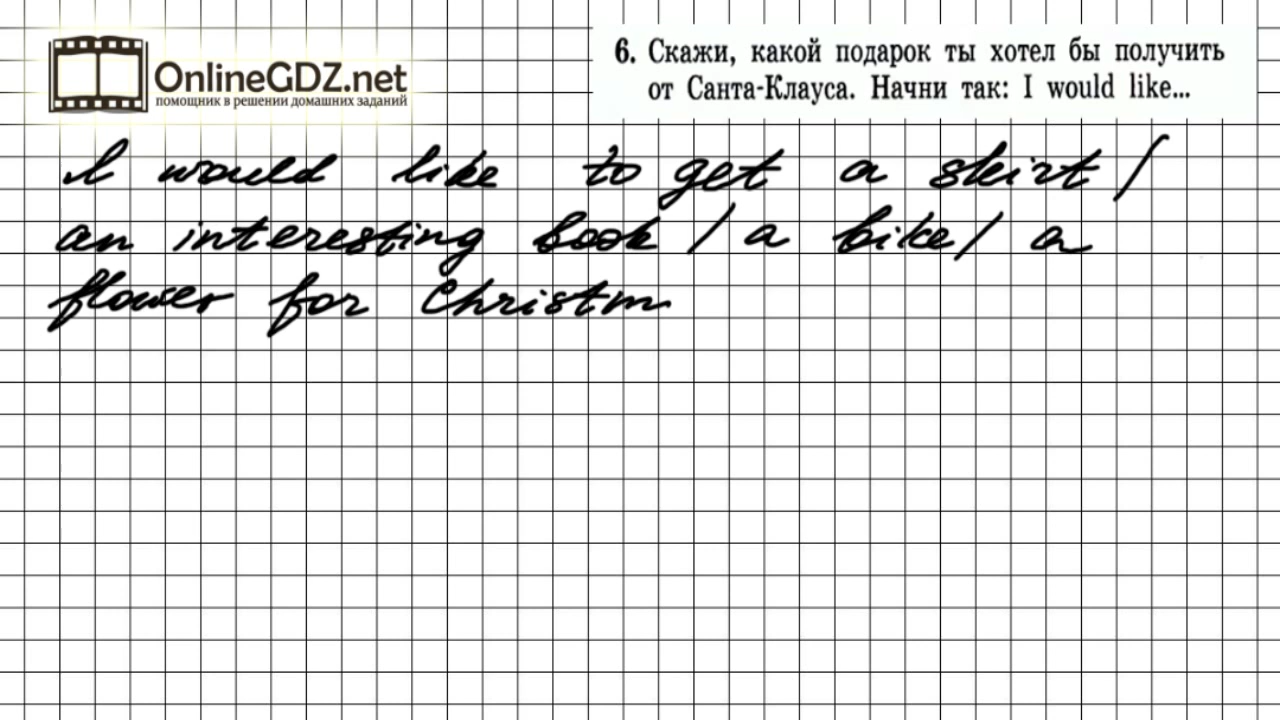 OnlineGDZ.net
помощник в решении домашних заданий
6. Скажи, какой подарок ты хотел бы получить
от Санта-Клауса. Начни так: I would like...
I would like to get a skirt /
an interesting book / a bike / a
flower for Christm